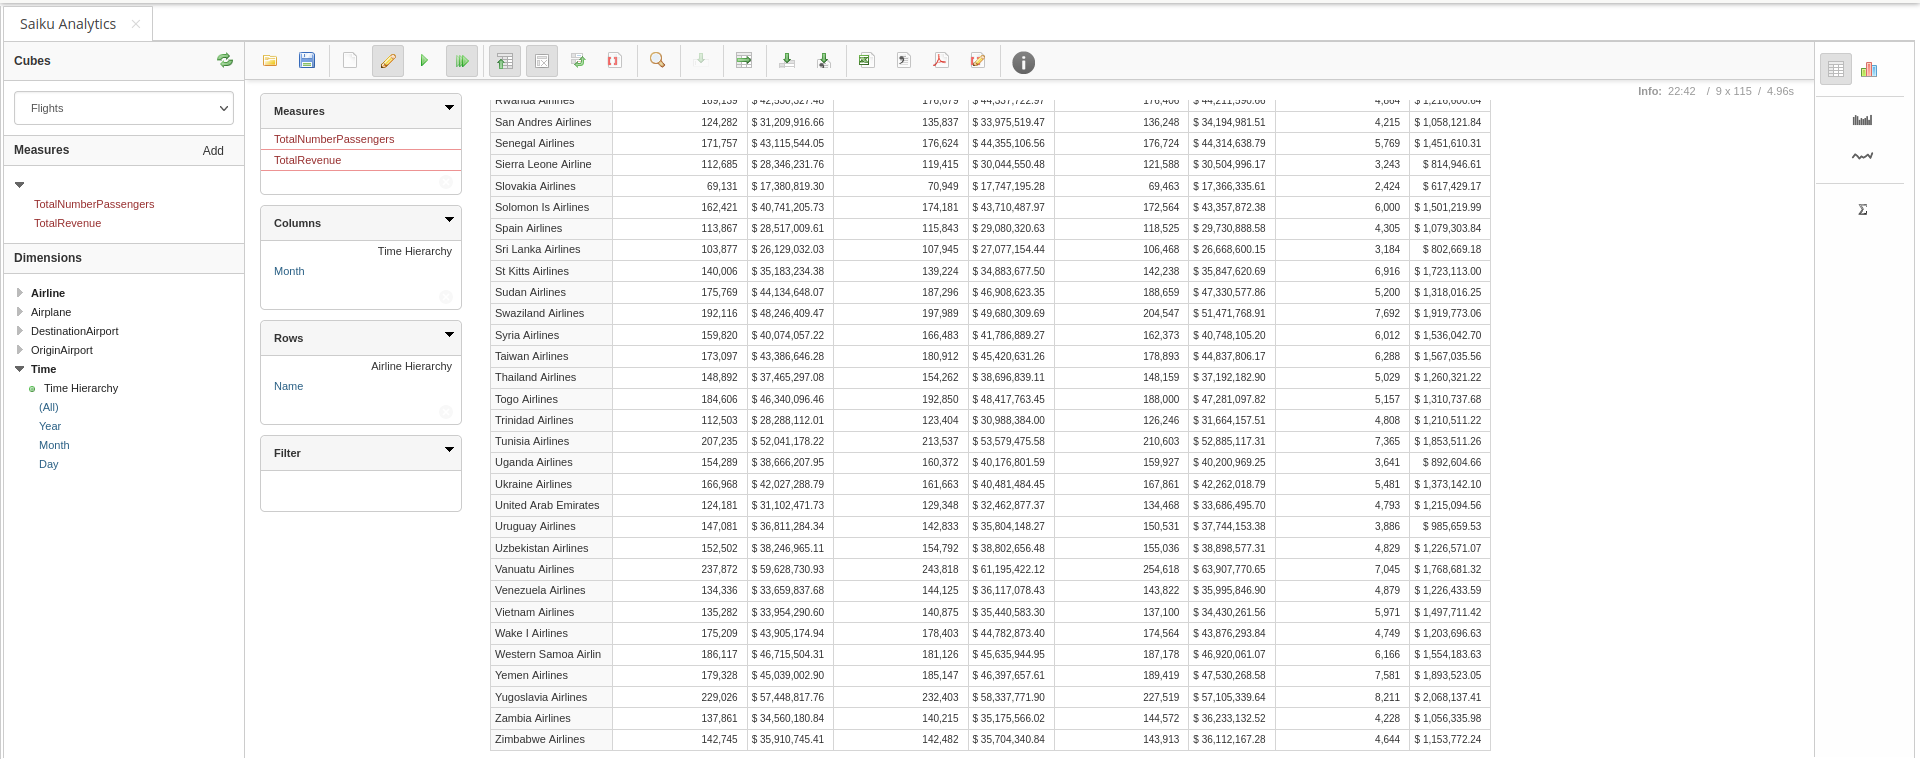 Saiku Analytics ×
Cubes
Flights
Measures Add
TotalNumberPassengers
TotalRevenue
Dimensions
Airline
Airplane
DestinationAirport
OriginAirport
Time
Time Hierarchy
(All)
Year
Month
Day
Measures
TotalNumberPassengers
TotalRevenue
Columns
Time Hierarchy
Month
Rows
Airline Hierarchy
Name
Filter
Info: 22:42 / 9 x 115 / 4.96s
Rwanda Airlines
San Andres Airlines 124,282 $ 31,209,916.66 135,837 $ 33,975,519.47 136,248 $ 34,194,981.51 4,215 $ 1,058,121.84
Senegal Airlines 171,757 $ 43,115,544.05 176,624 $ 44,355,106.56 176,724 $ 44,314,638.79 5,769 $ 1,451,610.31
Sierra Leone Airline 112,685 $ 28,346,231.76 119,415 $ 30,044,550.48 121,588 $ 30,504,996.17 3,243 $ 814,946.61
Slovakia Airlines 69,131 $ 17,380,819.30 70,949 $ 17,747,195.28 69,463 $ 17,366,335.61 2,424 $ 617,429.17
Solomon Is Airlines 162,421 $ 40,741,205.73 174,181 $ 43,710,487.97 172,564 $ 43,357,872.38 6,000 $ 1,501,219.99
Spain Airlines 113,867 $ 28,517,009.61 115,843 $ 29,080,320.63 118,525 $ 29,730,888.58 4,305 $ 1,079,303.84
Sri Lanka Airlines 103,877 $ 26,129,032.03 107,945 $ 27,077,154.44 106,468 $ 26,668,600.15 3,184 $ 802,669.18
St Kitts Airlines 140,006 $ 35,183,234.38 139,224 $ 34,883,677.50 142,238 $ 35,847,620.69 6,916 $ 1,723,113.00
Sudan Airlines 175,769 $ 44,134,648.07 187,296 $ 46,908,623.35 188,659 $ 47,330,577.86 5,200 $ 1,318,016.25
Swaziland Airlines 192,116 $ 48,246,409.47 197,989 $ 49,680,309.69 204,547 $ 51,471,768.91 7,692 $ 1,919,773.06
Syria Airlines 159,820 $ 40,074,057.22 166,483 $ 41,786,889.27 162,373 $ 40,748,105.20 6,012 $ 1,536,042.70
Taiwan Airlines 173,097 $ 43,386,646.28 180,912 $ 45,420,631.26 178,893 $ 44,837,806.17 6,288 $ 1,567,035.56
Thailand Airlines 148,892 $ 37,465,297.08 154,262 $ 38,696,839.11 148,159 $ 37,192,182.90 5,029 $ 1,260,321.22
Togo Airlines 184,606 $ 46,340,096.46 192,850 $ 48,417,763.45 188,000 $ 47,281,097.82 5,157 $ 1,310,737.68
Trinidad Airlines 112,503 $ 28,288,112.01 123,404 $ 30,988,384.00 126,246 $ 31,664,157.51 4,808 $ 1,210,511.22
Tunisia Airlines 207,235 $ 52,041,178.22 213,537 $ 53,579,475.58 210,603 $ 52,885,117.31 7,365 $ 1,853,511.26
Uganda Airlines 154,289 $ 38,666,207.95 160,372 $ 40,176,801.59 159,927 $ 40,200,969.25 3,641 $ 892,604.66
Ukraine Airlines 166,968 $ 42,027,288.79 161,663 $ 40,481,484.45 167,861 $ 42,262,018.79 5,481 $ 1,373,142.10
United Arab Emirates 124,181 $ 31,102,471.73 129,348 $ 32,462,877.37 134,468 $ 33,686,495.70 4,793 $ 1,215,094.56
Uruguay Airlines 147,081 $ 36,811,284.34 142,833 $ 35,804,148.27 150,531 $ 37,744,153.38 3,886 $ 985,659.53
Uzbekistan Airlines 152,502 $ 38,246,965.11 154,792 $ 38,802,656.48 155,036 $ 38,898,577.31 4,829 $ 1,226,571.07
Vanuatu Airlines 237,872 $ 59,628,730.93 243,818 $ 61,195,422.12 254,618 $ 63,907,770.65 7,045 $ 1,768,681.32
Venezuela Airlines 134,336 $ 33,659,837.68 144,125 $ 36,117,078.43 143,822 $ 35,995,846.90 4,879 $ 1,226,433.59
Vietnam Airlines 135,282 $ 33,954,290.60 140,875 $ 35,440,583.30 137,100 $ 34,430,261.56 5,971 $ 1,497,711.42
Wake I Airlines 175,209 $ 43,905,174.94 178,403 $ 44,782,873.40 174,564 $ 43,876,293.84 4,749 $ 1,203,696.63
Western Samoa Airlin 186,117 $ 46,715,504.31 181,126 $ 45,635,944.95 187,178 $ 46,920,061.07 6,166 $ 1,554,183.63
Yemen Airlines 179,328 $ 45,039,002.90 185,147 $ 46,397,657.61 189,419 $ 47,530,268.58 7,581 $ 1,893,523.05
Yugoslavia Airlines 229,026 $ 57,448,817.76 232,403 $ 58,337,771.90 227,519 $ 57,105,339.64 8,211 $ 2,068,137.41
Zambia Airlines 137,861 $ 34,560,180.84 140,215 $ 35,175,566.02 144,572 $ 36,233,132.52 4,228 $ 1,056,335.98
Zimbabwe Airlines 142,745 $ 35,910,745.41 142,482 $ 35,704,340.84 143,913 $ 36,112,167.28 4,644 $ 1,153,772.24